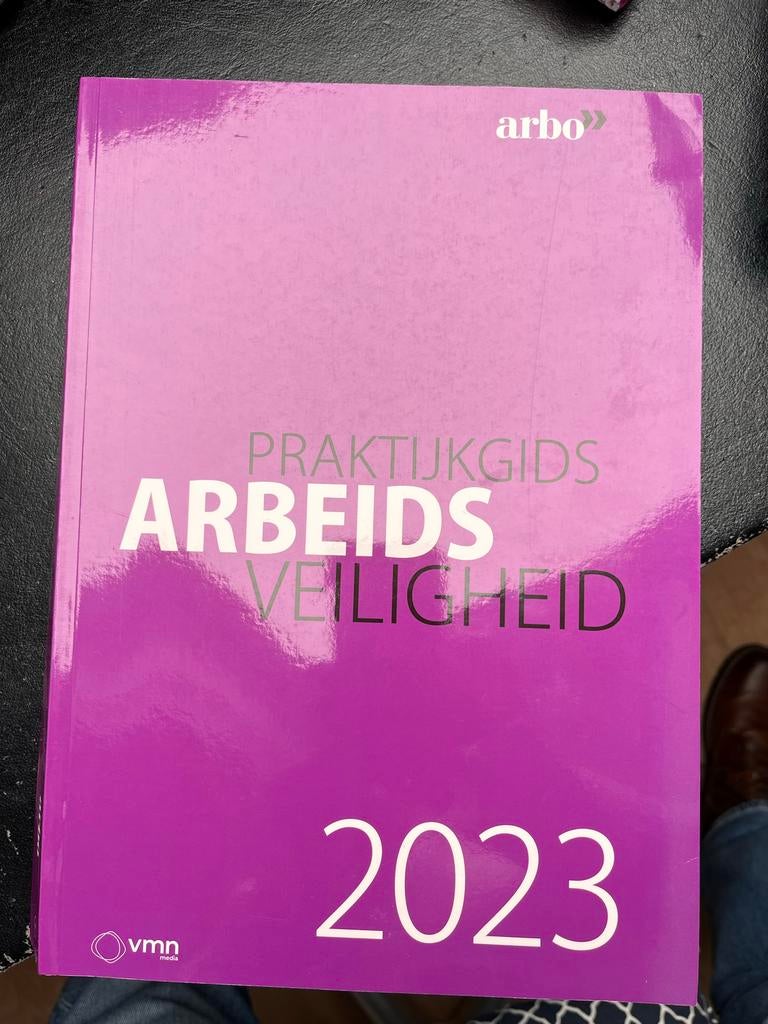 arbo»
PRAKTIJKGIDS
ARBEIDS
VEILIGHEID
2023
vmn
media